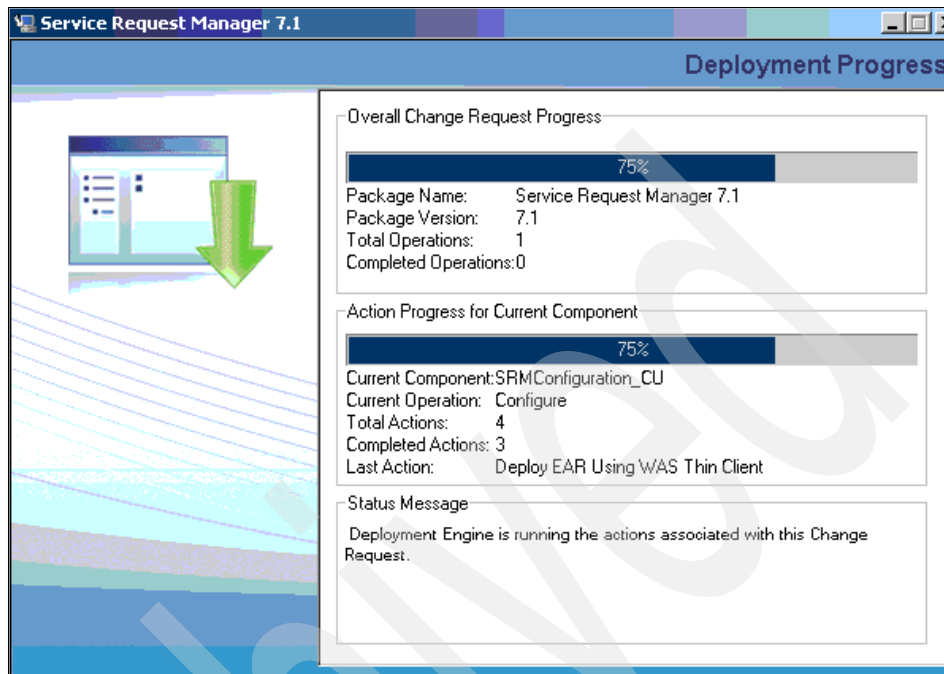 Service Request Manager 7.1
Deployment Progress
Overall Change Request Progress
75%
Package Name: Service Request Manager 7.1
Package Version: 7.1
Total Operations: 1
Completed Operations:0
Action Progress for Current Component
75%
Current Component:SRMConfiguration_CU
Current Operation: Configure
Total Actions: 4
Completed Actions: 3
Last Action: Deploy EAR Using WAS Thin Client
Status Message
Deployment Engine is running the actions associated with this Change
Request.